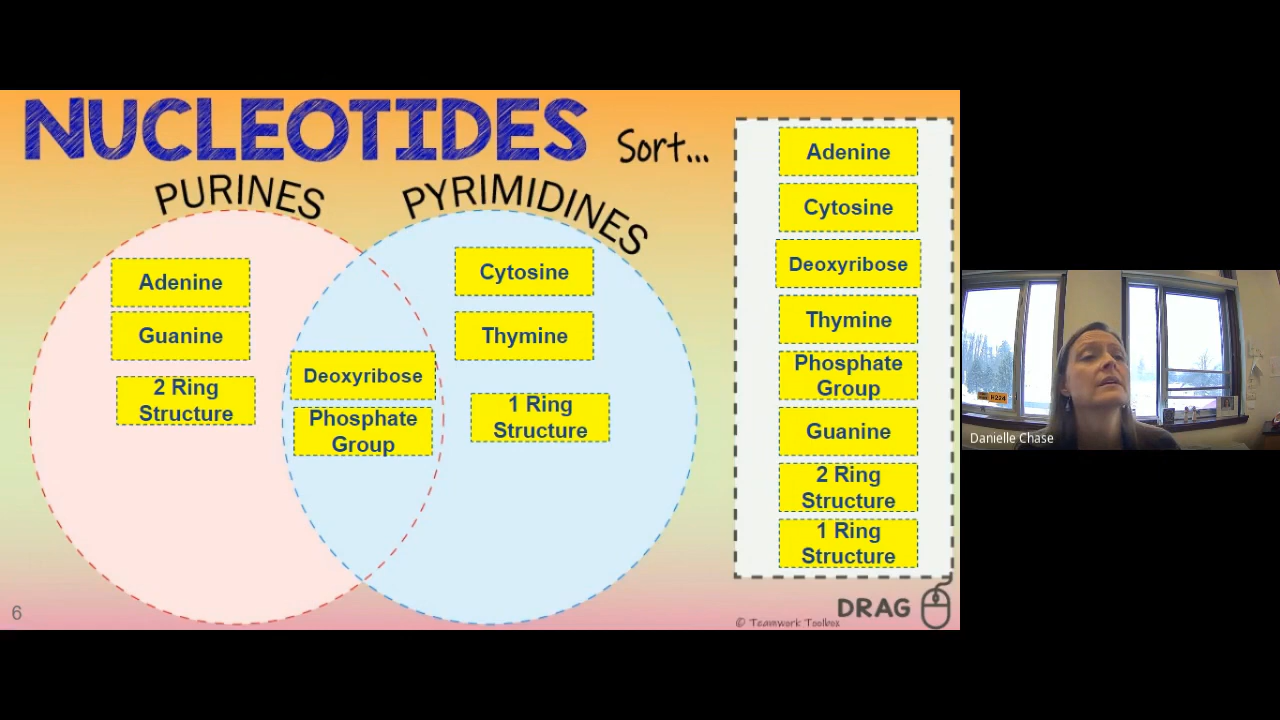 NUCLEOTIDES Sort...
PURINES
PYRIMIDINES
Adenine
Guanine
2 Ring
Structure
Deoxyribose
Phosphate
Group
Cytosine
Thymine
1 Ring
Structure
Adenine
Cytosine
Deoxyribose
Thymine
Phosphate
Group
Guanine
2 Ring
Structure
1 Ring
Structure
DRAG
6
© Teamwork Toolbox
H224
Danielle Chase